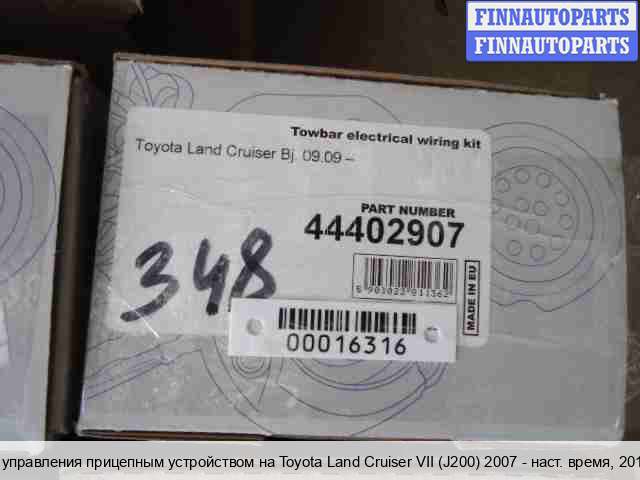 FINNAUTOPARTS
FINNAUTOPARTS
Towbar electrical wiring kit
Toyota Land Cruiser Bj. 09.09 –
PART NUMBER
44402907
348
MADE IN EU
00016316
управления прицепным устройством на Toyota Land Cruiser VII (J200) 2007 - наст. время, 201